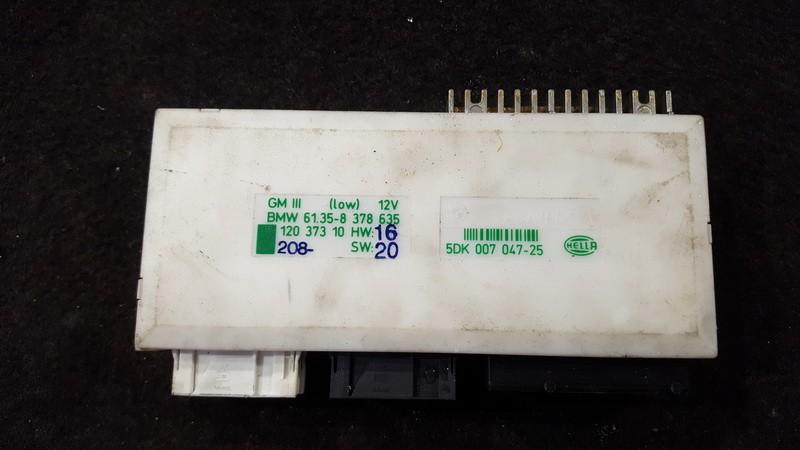 GM III (low) 12V
BMW 61.35-8 378 635
120 373 10 HW: 16
208- SW: 20
5DK 007 047-25
HELLA